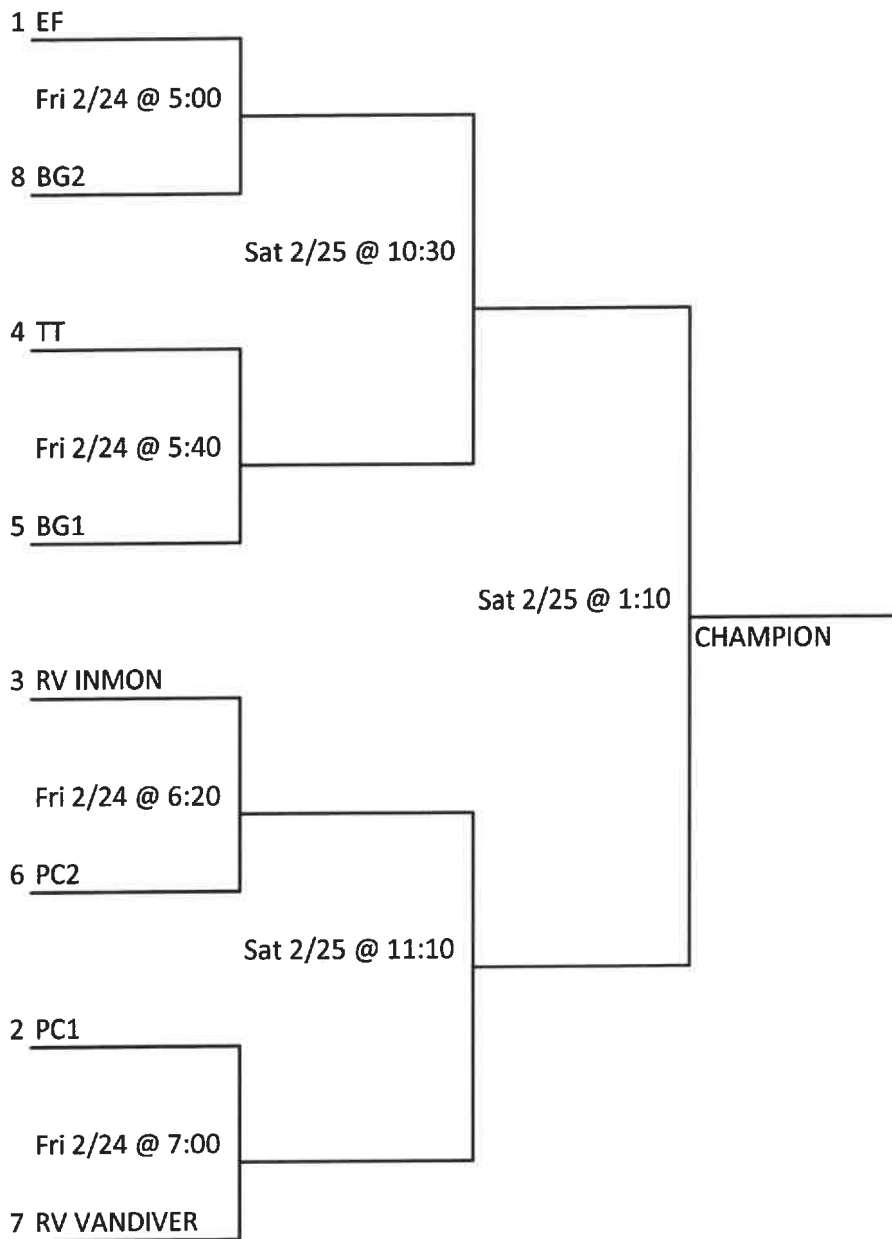 1 EF
Fri 2/24 @ 5:00
8 BG2
Sat 2/25 @ 10:30
4 TT
Fri 2/24 @ 5:40
5 BG1
Sat 2/25 @ 1:10
CHAMPION
3 RV INMON
Fri 2/24 @ 6:20
6 PC2
Sat 2/25 @ 11:10
2 PC1
Fri 2/24 @ 7:00
7 RV VANDIVER